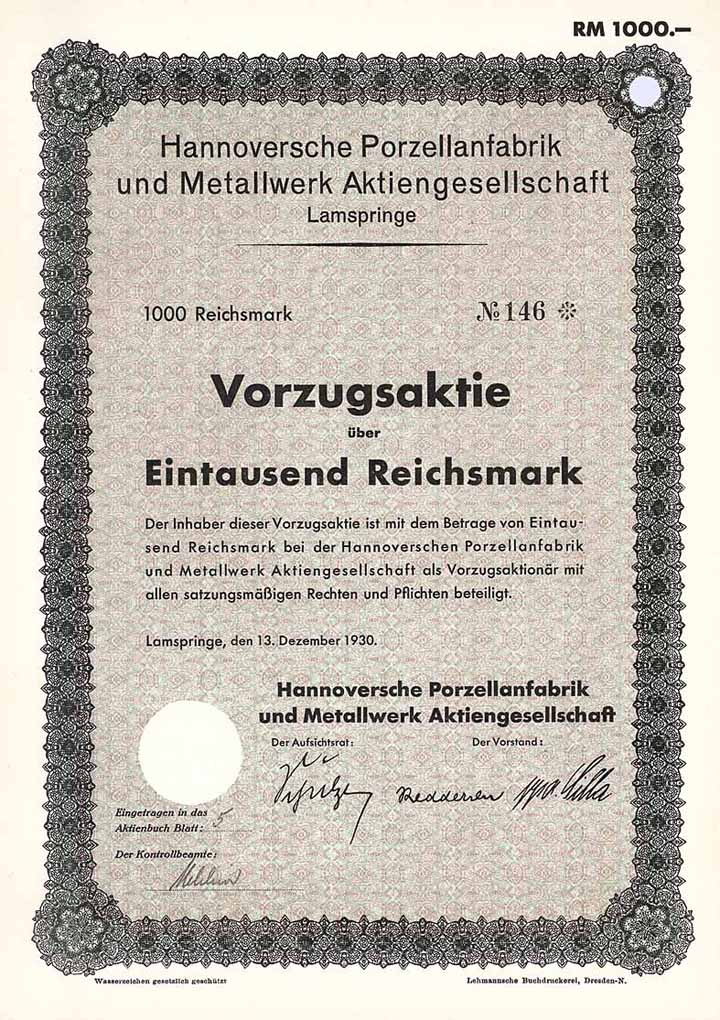 RM 1000.—
Hannoversche Porzellanfabrik
und Metallwerk Aktiengesellschaft
Lamspringe
1000 Reichsmark № 146 ※
Vorzugsaktie
über
Eintausend Reichsmark
Der Inhaber dieser Vorzugsaktie ist mit dem Betrage von Eintau-
send Reichsmark bei der Hannoverschen Porzellanfabrik
und Metallwerk Aktiengesellschaft als Vorzugsaktionär mit
allen satzungsmäßigen Rechten und Pflichten beteiligt.
Lamspringe, den 13. Dezember 1930.
Hannoversche Porzellanfabrik
und Metallwerk Aktiengesellschaft
Der Aufsichtsrat: Der Vorstand:
Eingetragen in das
Aktienbuch Blatt: 5
Der Kontrollbeamte:
Wasserzeichen gesetzlich geschützt Lehmannsche Buchdruckerei, Dresden-N.